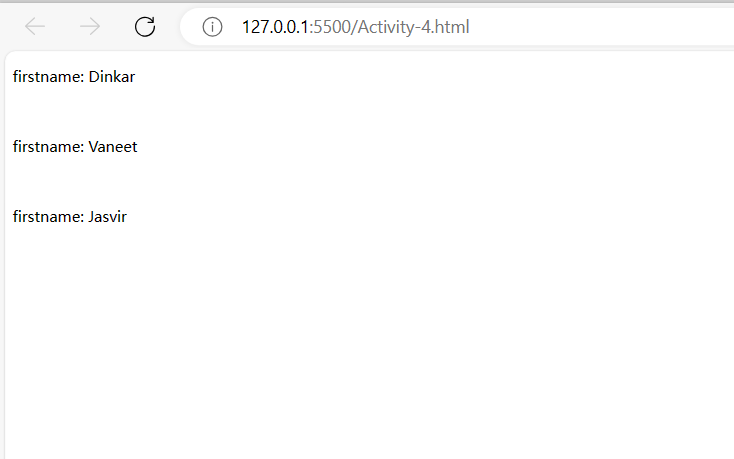 127.0.0.1:5500/Activity-4.html
firstname: Dinkar
firstname: Vaneet
firstname: Jasvir